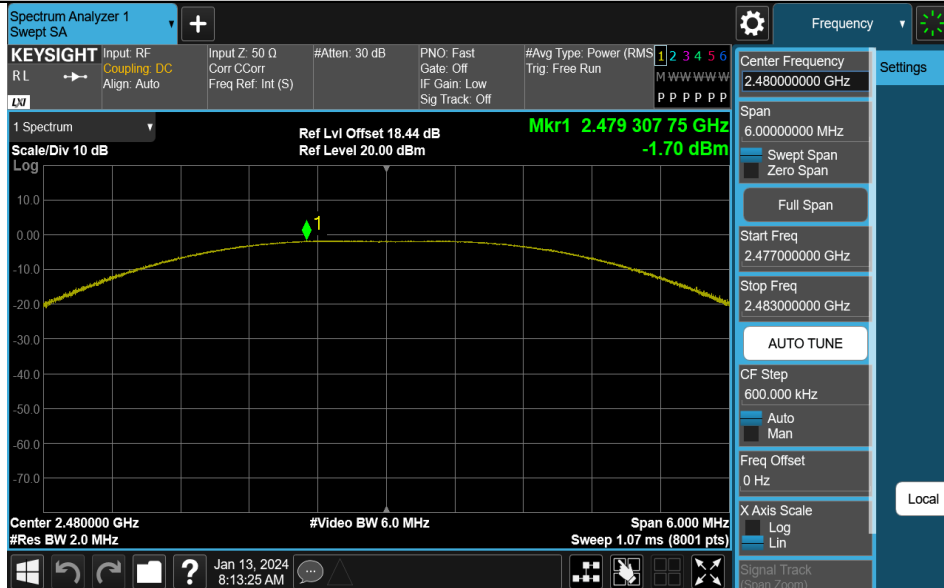 Spectrum Analyzer 1
Swept SA
+
Frequency
KEYSIGHT
RL
LXI
Input: RF
Coupling: DC
Align: Auto
Input Z: 50 Ω
Corr CCorr
Freq Ref: Int (S)
#Atten: 30 dB
PNO: Fast
Gate: Off
IF Gain: Low
Sig Track: Off
#Avg Type: Power (RMS
Trig: Free Run
1 2 3 4 5 6
M W W W W W
P P P P P P
1 Spectrum
Scale/Div 10 dB
Log
Ref Lvl Offset 18.44 dB
Ref Level 20.00 dBm
Mkr1 2.479 307 75 GHz
-1.70 dBm
1
10.0
0.00
-10.0
-20.0
-30.0
-40.0
-50.0
-60.0
-70.0
Center 2.480000 GHz
#Res BW 2.0 MHz
#Video BW 6.0 MHz
Span 6.000 MHz
Sweep 1.07 ms (8001 pts)
?
Jan 13, 2024
8:13:25 AM
Center Frequency
2.480000000 GHz
Settings
Span
6.00000000 MHz
Swept Span
Zero Span
Full Span
Start Freq
2.477000000 GHz
Stop Freq
2.483000000 GHz
AUTO TUNE
CF Step
600.000 kHz
Auto
Man
Freq Offset
0 Hz
X Axis Scale
Log
Lin
Local
Signal Track
(Span Zoom)